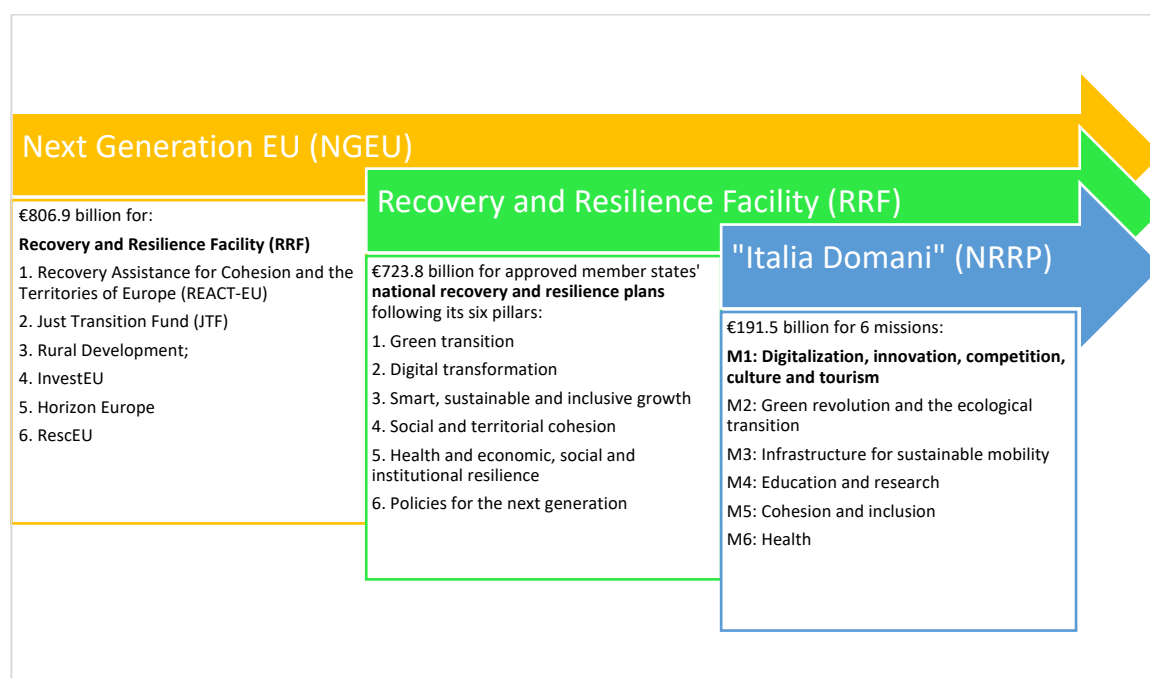 Next Generation EU (NGEU)
€806.9 billion for:
Recovery and Resilience Facility (RRF)
1. Recovery Assistance for Cohesion and the
Territories of Europe (REACT-EU)
2. Just Transition Fund (JTF)
3. Rural Development;
4. InvestEU
5. Horizon Europe
6. RescEU
Recovery and Resilience Facility (RRF)
€723.8 billion for approved member states'
national recovery and resilience plans
following its six pillars:
1. Green transition
2. Digital transformation
3. Smart, sustainable and inclusive growth
4. Social and territorial cohesion
5. Health and economic, social and
institutional resilience
6. Policies for the next generation
"Italia Domani" (NRRP)
€191.5 billion for 6 missions:
M1: Digitalization, innovation, competition,
culture and tourism
M2: Green revolution and the ecological
transition
M3: Infrastructure for sustainable mobility
M4: Education and research
M5: Cohesion and inclusion
M6: Health